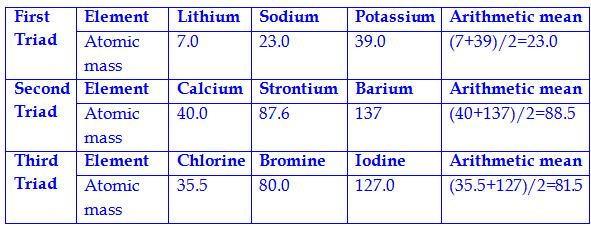 First Element Lithium Sodium Potassium Arithmetic mean
Triad Atomic 7.0 23.0 39.0 (7+39)/2=23.0
mass
Second Element Calcium Strontium Barium Arithmetic mean
Triad Atomic 40.0 87.6 137 (40+137)/2=88.5
mass
Third Element Chlorine Bromine Iodine Arithmetic mean
Triad Atomic 35.5 80.0 127.0 (35.5+127)/2=81.5
mass